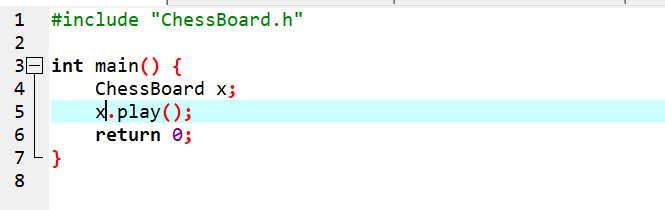 1 #include "ChessBoard.h"
2
3 int main() {
4     ChessBoard x;
5     x.play();
6     return 0;
7 }
8